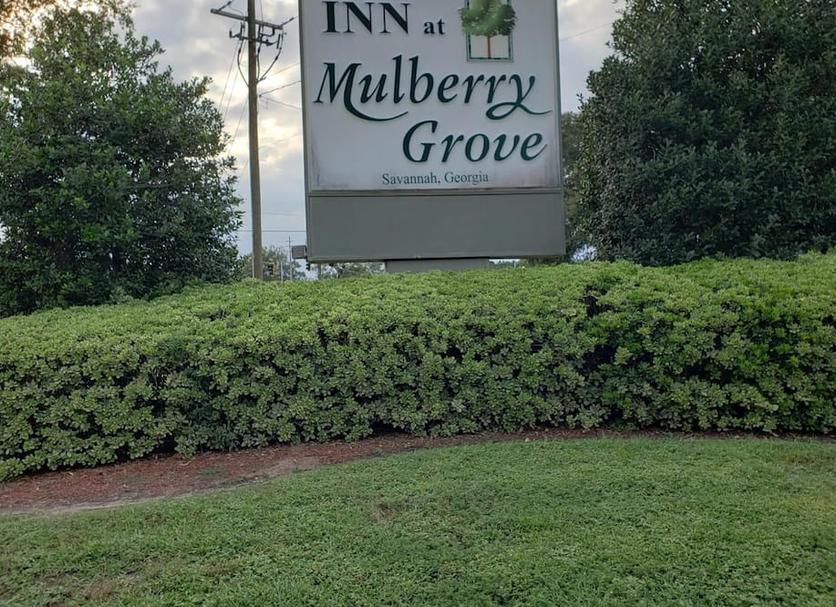 INN at
Mulberry
Grove
Savannah, Georgia